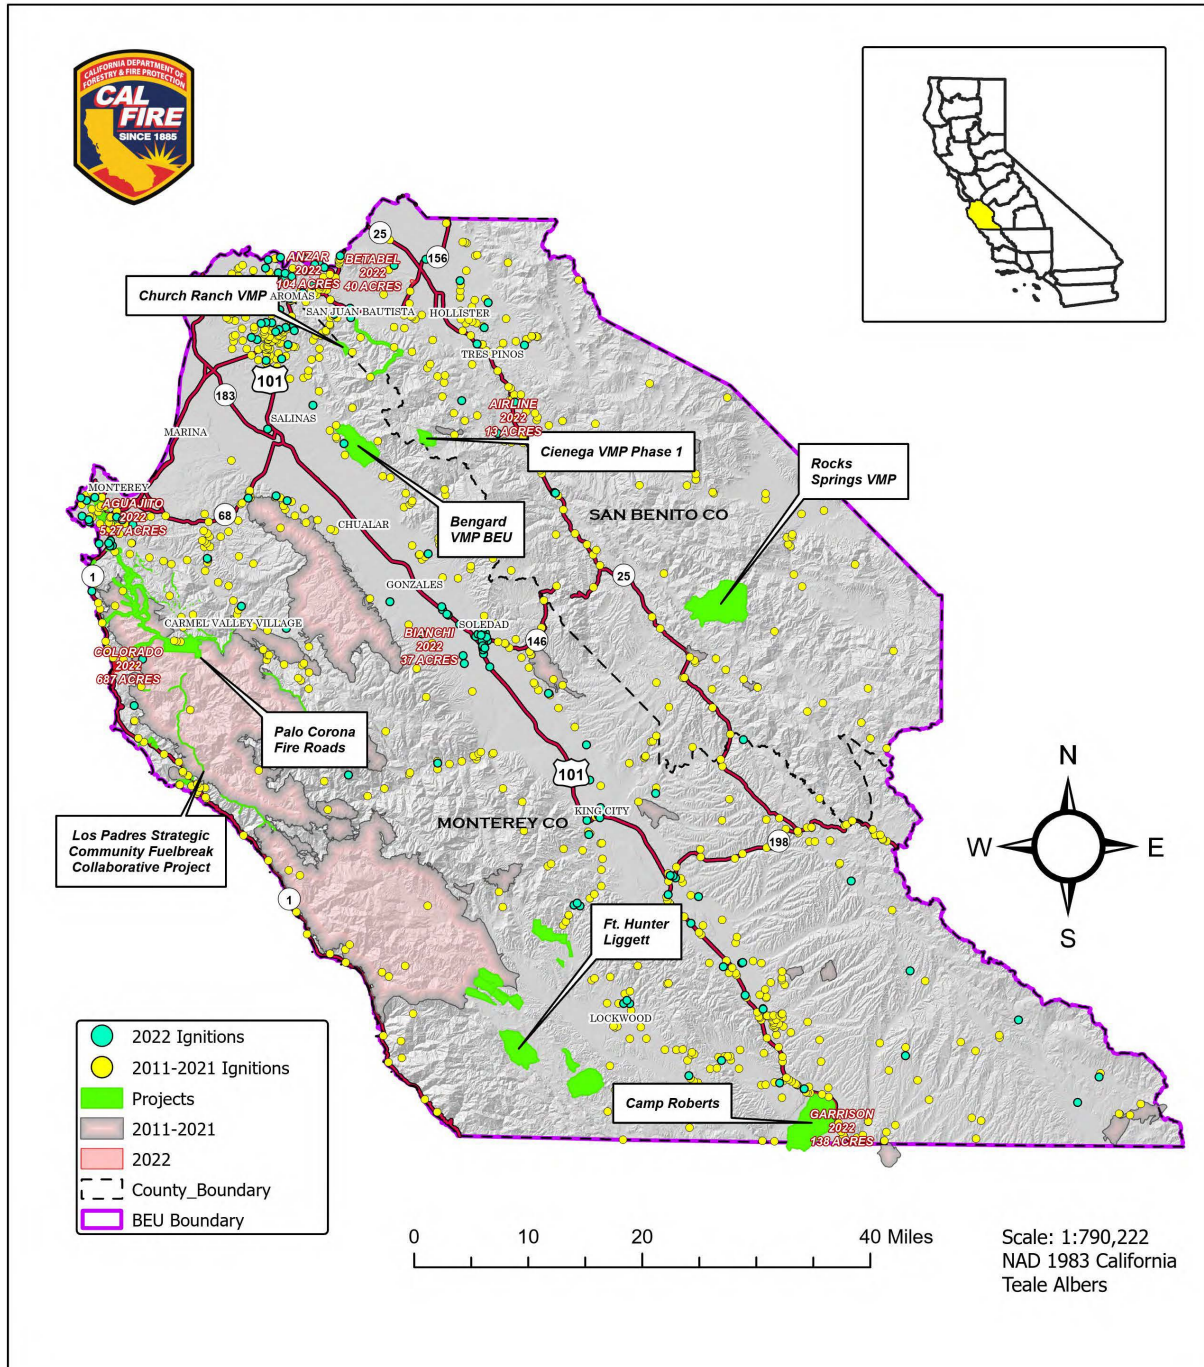 CALIFORNIA DEPARTMENT OF
FORESTRY & FIRE PROTECTION
CAL
FIRE
SINCE 1885
25
156
ANZAR
2022
104 ACRES
BETABEL
2022
40 ACRES
Church Ranch VMP
AROMAS
SAN JUAN BAUTISTA
HOLLISTER
TRES PINOS
101
183
SALINAS
MARINA
AIRLINE
2022
13 ACRES
Cienega VMP Phase 1
Rocks
Springs VMP
MONTEREY
AGUAJITO
2022
5.27 ACRES
68
CHUALAR
Bengard
VMP BEU
SAN BENITO CO
1
GONZALES
25
CARMEL VALLEY VILLAGE
BIANCHI
2022
37 ACRES
SOLEDAD
146
COLORADO
2022
687 ACRES
Palo Corona
Fire Roads
101
KING CITY
MONTEREY CO
198
Los Padres Strategic
Community Fuelbreak
Collaborative Project
1
N
W
E
S
Ft. Hunter
Liggett
LOCKWOOD
Camp Roberts
GARRISON
2022
138 ACRES
2022 Ignitions
2011-2021 Ignitions
Projects
2011-2021
2022
County_Boundary
BEU Boundary
0 10 20 40 Miles
Scale: 1:790,222
NAD 1983 California
Teale Albers